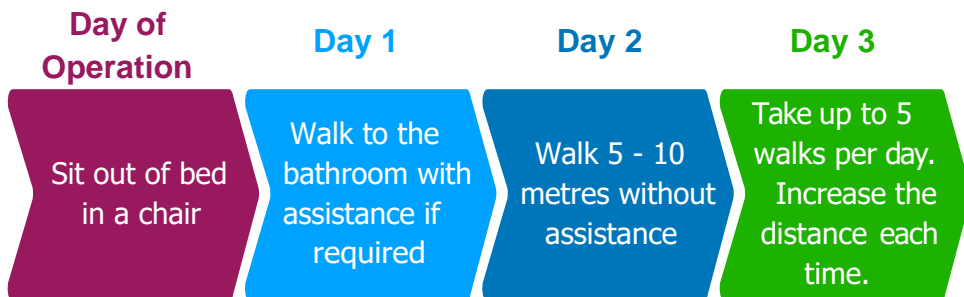 Day of
Operation
Day 1
Day 2
Day 3
Sit out of bed
in a chair
Walk to the
bathroom with
assistance if
required
Walk 5 - 10
metres without
assistance
Take up to 5
walks per day.
Increase the
distance each
time.